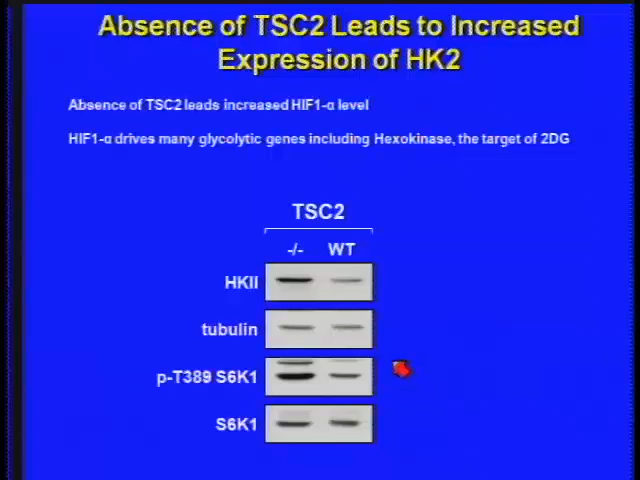 Absence of TSC2 Leads to Increased
Expression of HK2
Absence of TSC2 leads increased HIF1-α level
HIF1-α drives many glycolytic genes including Hexokinase, the target of 2DG
TSC2
-/- WT
HKII
tubulin
p-T389 S6K1
S6K1